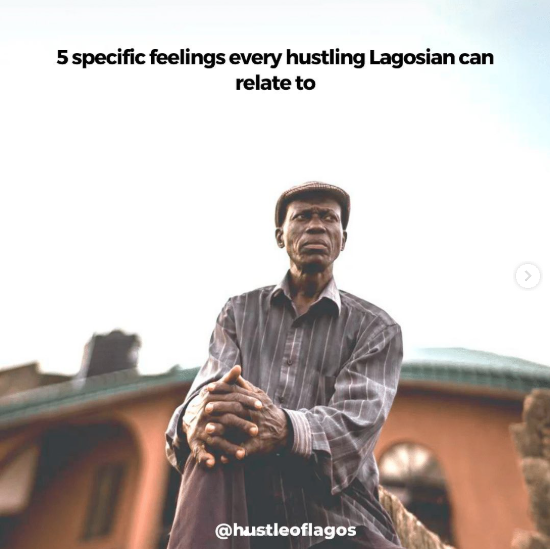 5 specific feelings every hustling Lagosian can
relate to
@hustleoflagos